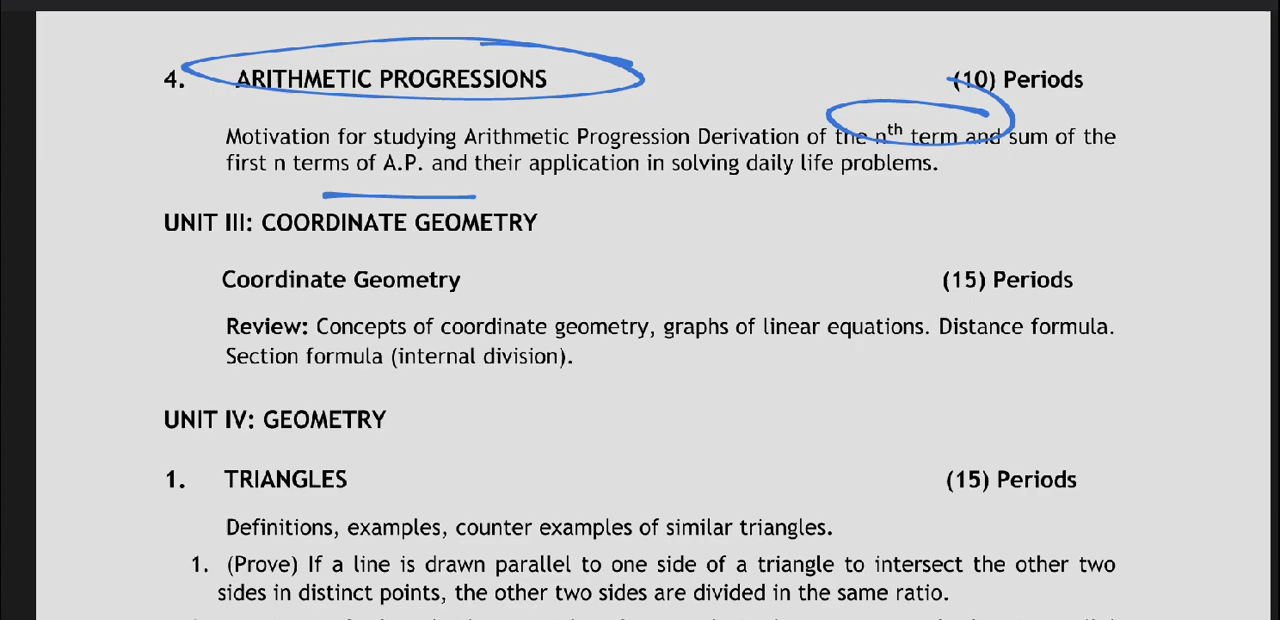 4. ARITHMETIC PROGRESSIONS (10) Periods
Motivation for studying Arithmetic Progression Derivation of the nth term and sum of the
first n terms of A.P. and their application in solving daily life problems.
UNIT III: COORDINATE GEOMETRY
Coordinate Geometry (15) Periods
Review: Concepts of coordinate geometry, graphs of linear equations. Distance formula.
Section formula (internal division).
UNIT IV: GEOMETRY
1. TRIANGLES (15) Periods
Definitions, examples, counter examples of similar triangles.
1. (Prove) If a line is drawn parallel to one side of a triangle to intersect the other two
sides in distinct points, the other two sides are divided in the same ratio.